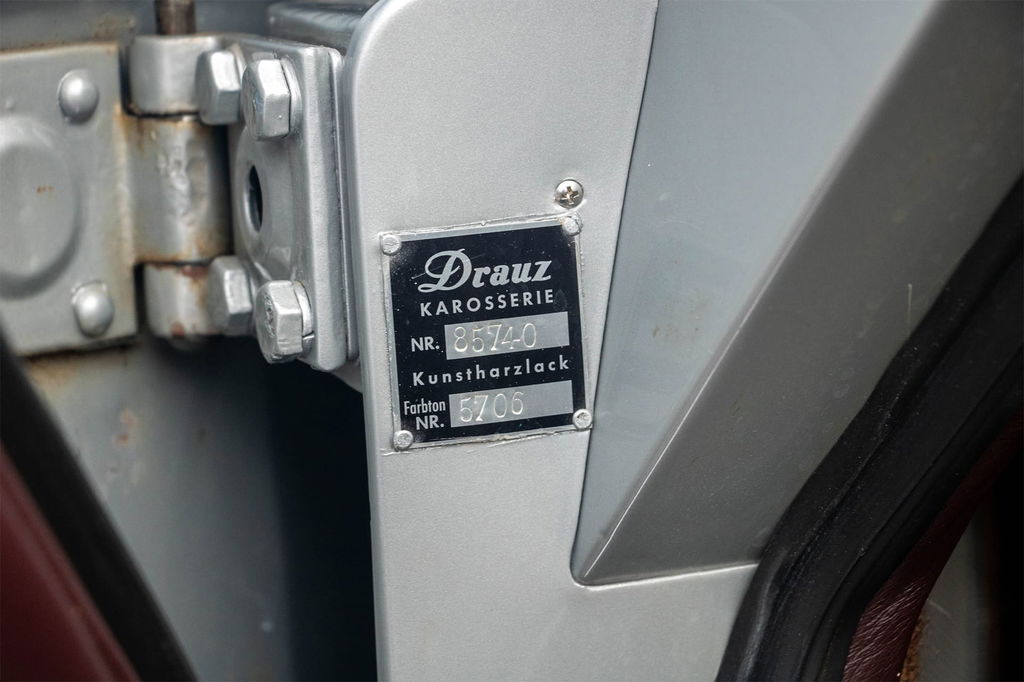 Drauz
KAROSSERIE
NR. 85740
Kunstharzlack
Farbton
NR. 5706